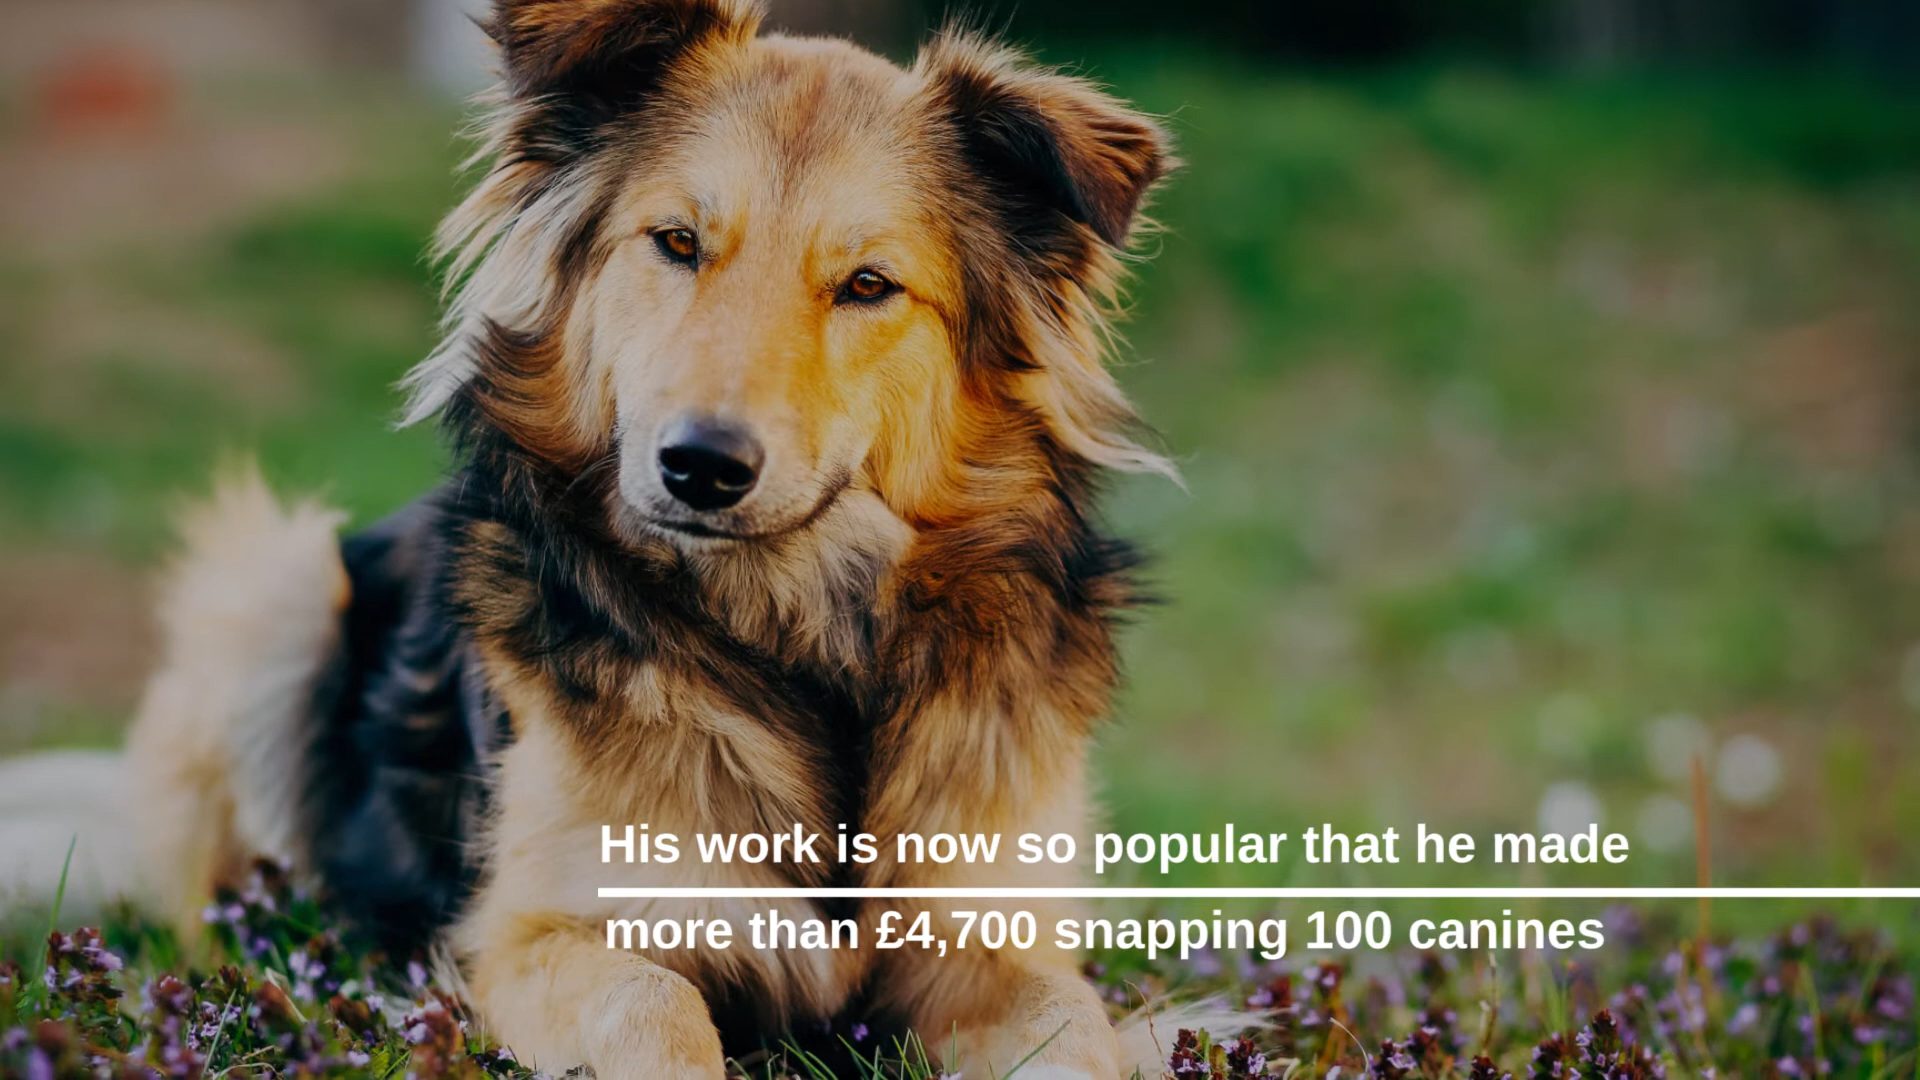 His work is now so popular that he made
more than £4,700 snapping 100 canines